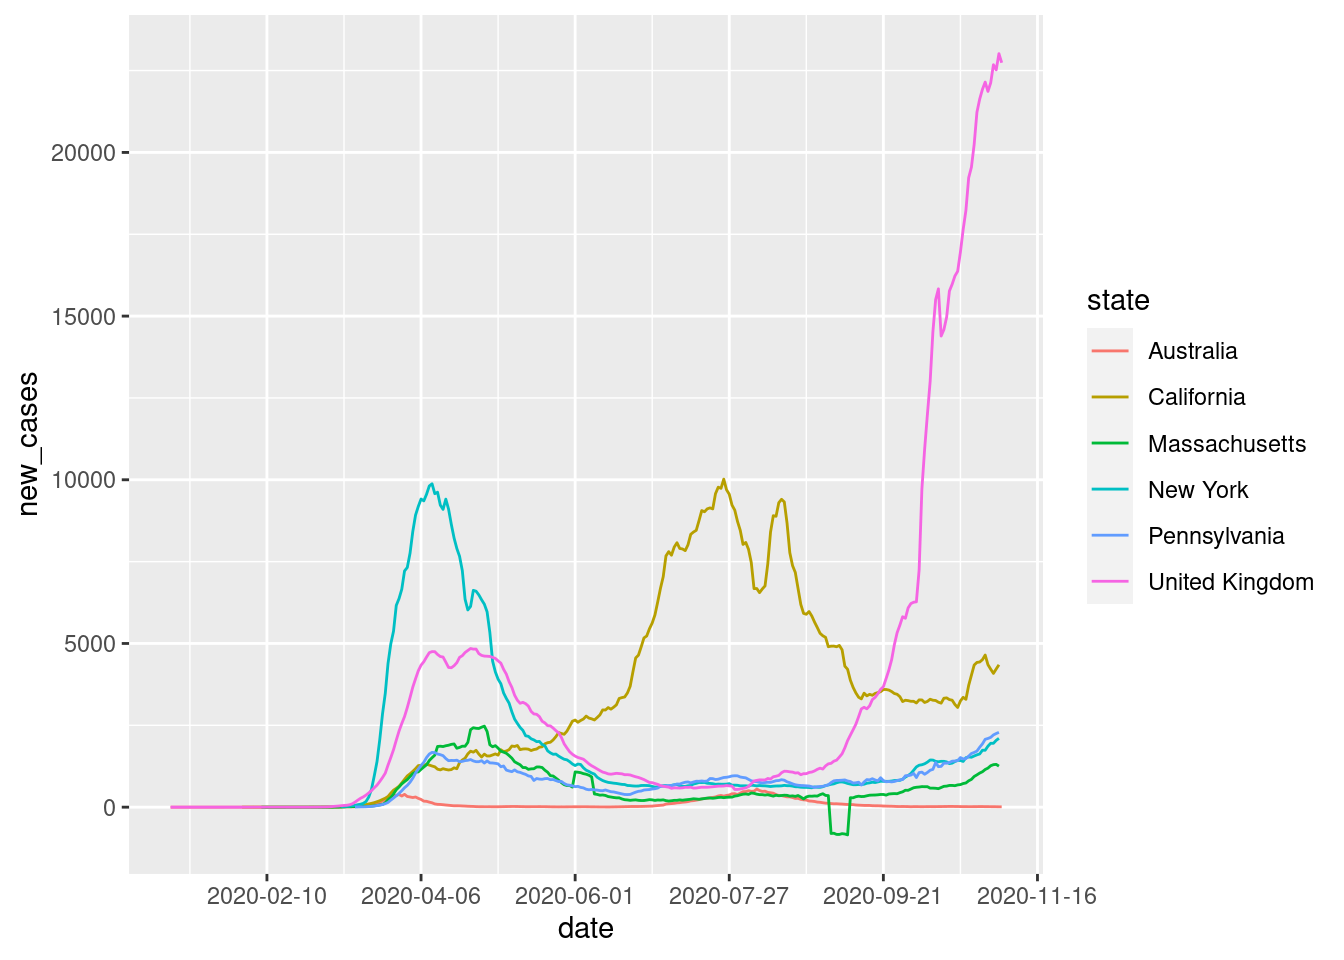 new_cases
20000
15000
10000
5000
0
2020-02-10 2020-04-06 2020-06-01 2020-07-27 2020-09-21 2020-11-16
date
state
Australia
California
Massachusetts
New York
Pennsylvania
United Kingdom